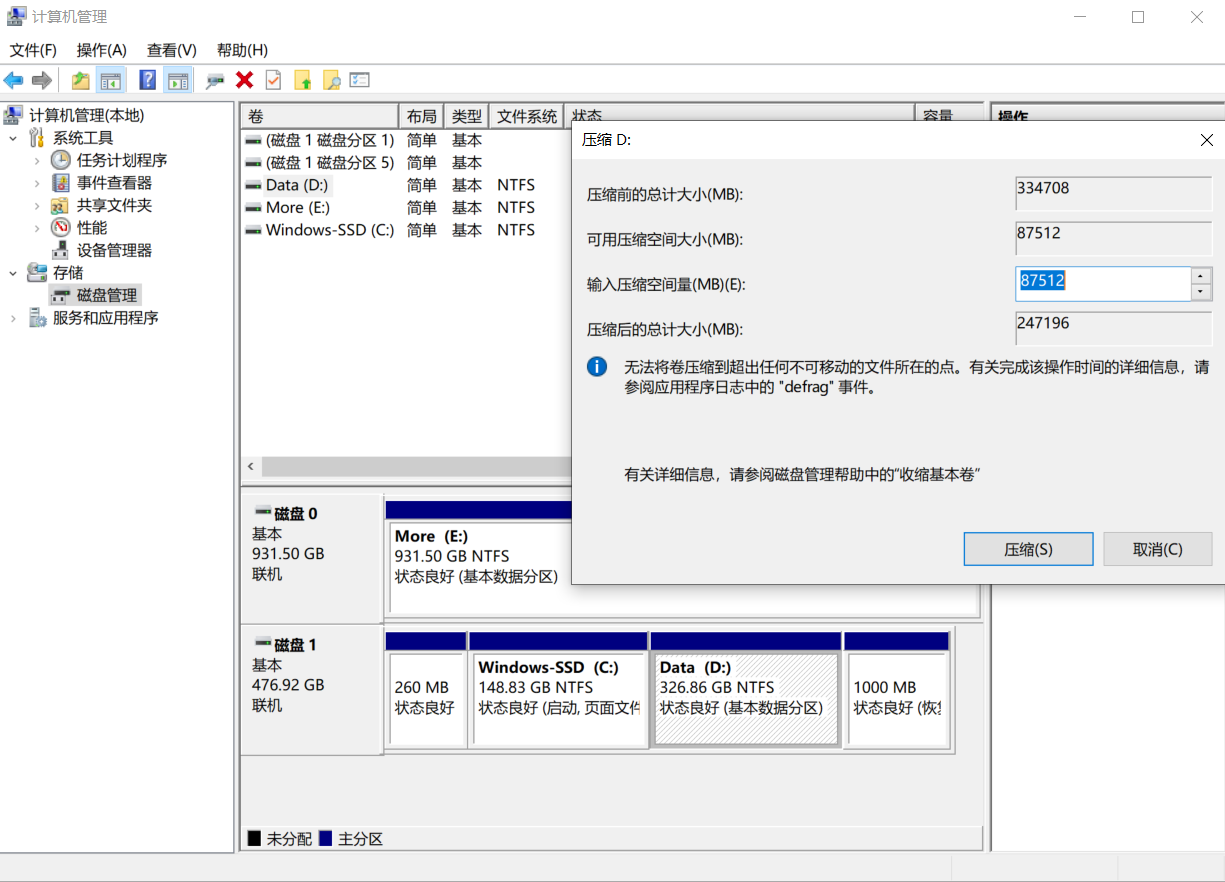 计算机管理
文件(F) 操作(A) 查看(V) 帮助(H)
计算机管理(本地)
系统工具
任务计划程序
事件查看器
共享文件夹
性能
设备管理器
存储
磁盘管理
服务和应用程序
卷 布局 类型 文件系统 状态 容量
(磁盘 1 磁盘分区 1) 简单 基本
(磁盘 1 磁盘分区 5) 简单 基本
Data (D:) 简单 基本 NTFS
More (E:) 简单 基本 NTFS
Windows-SSD (C:) 简单 基本 NTFS
操作
压缩 D:
压缩前的总计大小(MB): 334708
可用压缩空间大小(MB): 87512
输入压缩空间量(MB)(E): 87512
压缩后的总计大小(MB): 247196
无法将卷压缩到超出任何不可移动的文件所在的点。有关完成该操作时间的详细信息，请
参阅应用程序日志中的 "defrag" 事件。
有关详细信息，请参阅磁盘管理帮助中的"收缩基本卷"
压缩(S) 取消(C)
磁盘 0
基本
931.50 GB
联机
More (E:)
931.50 GB NTFS
状态良好 (基本数据分区)
磁盘 1
基本
476.92 GB
联机
260 MB
状态良好
Windows-SSD (C:)
148.83 GB NTFS
状态良好 (启动, 页面文件
Data (D:)
326.86 GB NTFS
状态良好 (基本数据分区)
1000 MB
状态良好 (恢
未分配 主分区